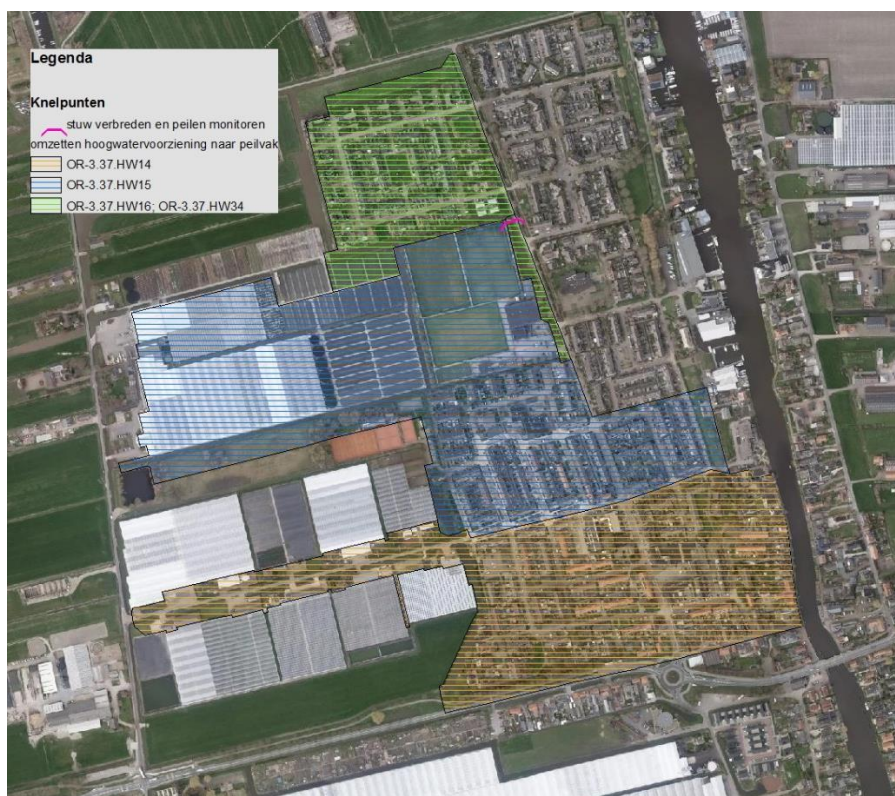 Legenda
Knelpunten
stuw verbreden en peilen monitoren
omzetten hoogwatervoorziening naar peilvak
OR-3.37.HW14
OR-3.37.HW15
OR-3.37.HW16; OR-3.37.HW34